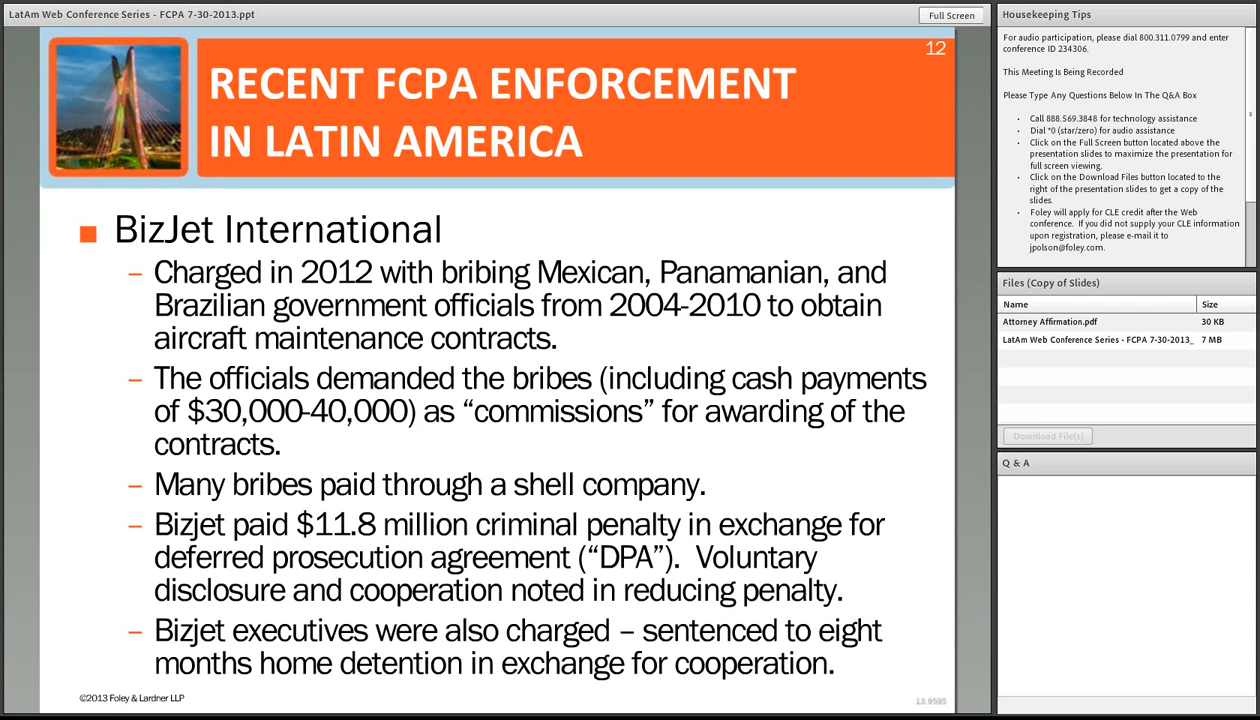 LatAm Web Conference Series - FCPA 7-30-2013.ppt
Full Screen
12
RECENT FCPA ENFORCEMENT
IN LATIN AMERICA
■ BizJet International
– Charged in 2012 with bribing Mexican, Panamanian, and
Brazilian government officials from 2004-2010 to obtain
aircraft maintenance contracts.
– The officials demanded the bribes (including cash payments
of $30,000-40,000) as “commissions” for awarding of the
contracts.
– Many bribes paid through a shell company.
– Bizjet paid $11.8 million criminal penalty in exchange for
deferred prosecution agreement (“DPA”).  Voluntary
disclosure and cooperation noted in reducing penalty.
– Bizjet executives were also charged – sentenced to eight
months home detention in exchange for cooperation.
©2013 Foley & Lardner LLP
13.9595
Housekeeping Tips
For audio participation, please dial 800.311.0799 and enter
conference ID 234306.
This Meeting Is Being Recorded
Please Type Any Questions Below In The Q&A Box
• Call 888.569.3848 for technology assistance
• Dial *0 (star/zero) for audio assistance
• Click on the Full Screen button located above the
presentation slides to maximize the presentation for
full screen viewing.
• Click on the Download Files button located to the
right of the presentation slides to get a copy of the
slides.
• Foley will apply for CLE credit after the Web
conference.  If you did not supply your CLE information
upon registration, please e-mail it to
jpolson@foley.com.
Files (Copy of Slides)
Name Size
Attorney Affirmation.pdf 30 KB
LatAm Web Conference Series - FCPA 7-30-2013_ 7 MB
Download File(s)
Q & A